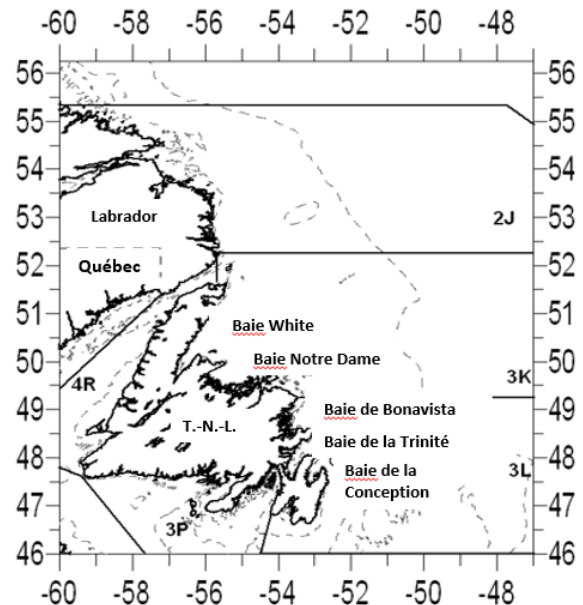 -60 -58 -56 -54 -52 -50 -48
56 56
55 55
54 54
53 53
Labrador 2J
52 52
Québec
51 51
Baie White
50 50
Baie Notre Dame
4R 3K
49 49
Baie de Bonavista
T.-N.-L.
Baie de la Trinité
48 48
Baie de la 3L
Conception
47 47
3P
46 46
-60 -58 -56 -54 -52 -50 -48